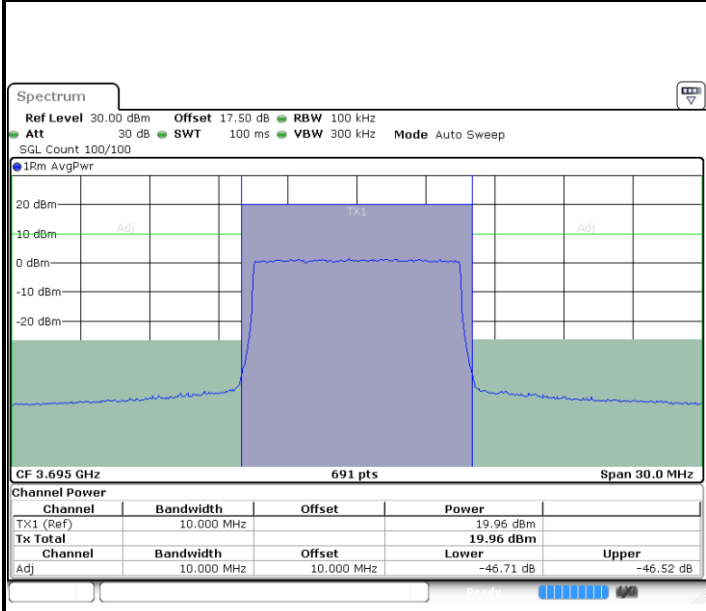 Spectrum
Ref Level 30.00 dBm Offset 17.50 dB RBW 100 kHz
Att 30 dB SWT 100 ms VBW 300 kHz Mode Auto Sweep
SGL Count 100/100
1Rm AvgPwr
20 dBm
TX1
Adj
Adj
10 dBm
0 dBm
-10 dBm
-20 dBm
CF 3.695 GHz 691 pts Span 30.0 MHz
Channel Power
Channel Bandwidth Offset Power
TX1 (Ref) 10.000 MHz 19.96 dBm
Tx Total 19.96 dBm
Channel Bandwidth Offset Lower Upper
Adj 10.000 MHz 10.000 MHz -46.71 dB -46.52 dB
Ready